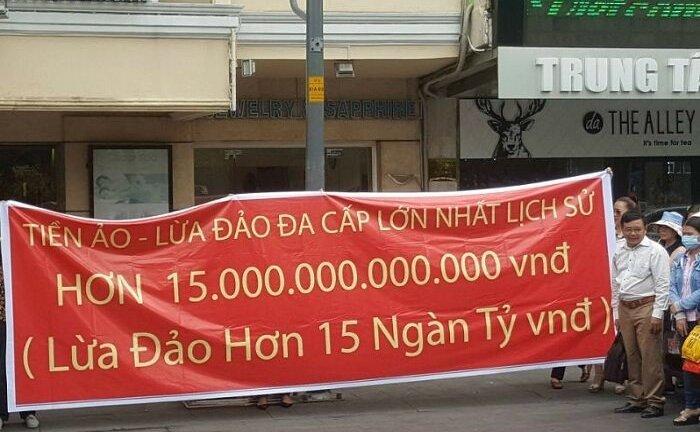 JEWELRY SAPPHIRE
TRUNG TÂ
da THE ALLEY
It's time for tea
TIỀN ẢO - LỪA ĐẢO ĐA CẤP LỚN NHẤT LỊCH SỬ
HƠN 15.000.000.000.000 vnđ
( Lừa Đảo Hơn 15 Ngàn Tỷ vnđ )